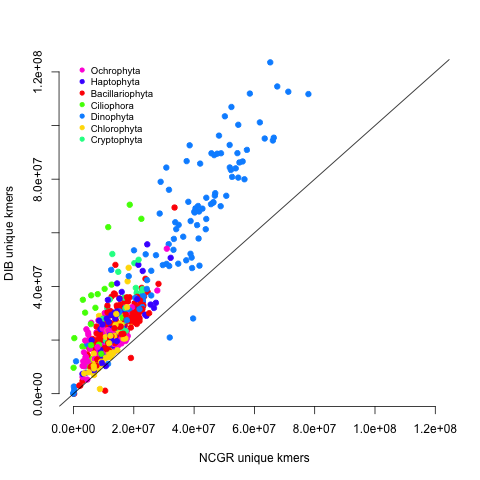 Ochrophyta
Haptophyta
Bacillariophyta
Ciliophora
Dinophyta
Chlorophyta
Cryptophyta
DIB unique kmers
0.0e+00
4.0e+07
8.0e+07
1.2e+08
0.0e+00 2.0e+07 4.0e+07 6.0e+07 8.0e+07 1.0e+08 1.2e+08
NCGR unique kmers